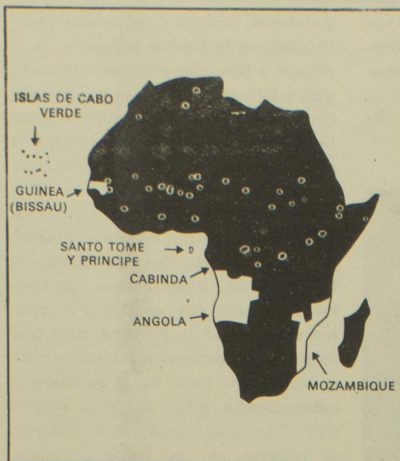 ISLAS DE CABO
VERDE
GUINEA
(BISSAU)
SANTO TOME
Y PRINCIPE
CABINDA
ANGOLA
MOZAMBIQUE